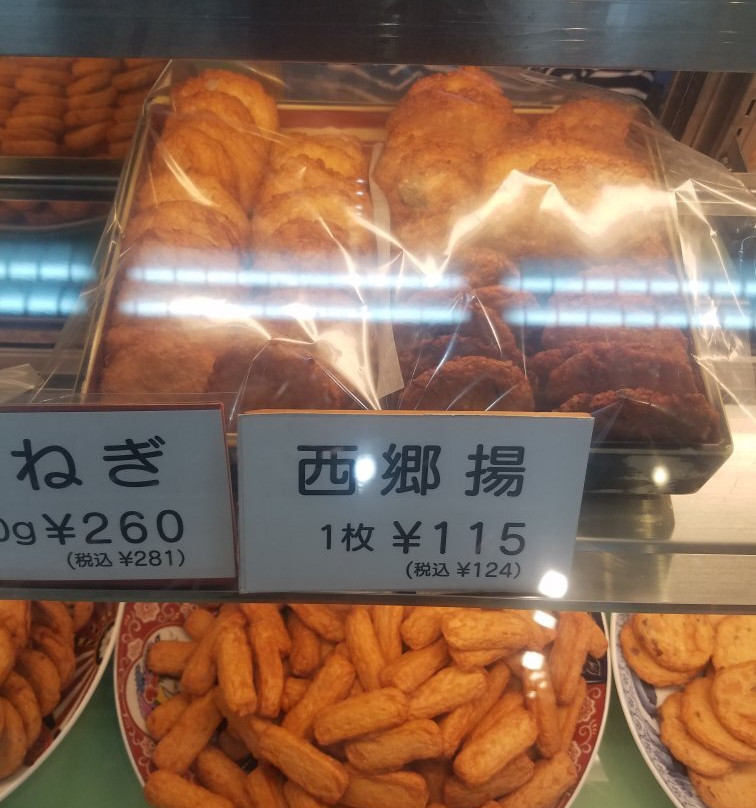 ねぎ
0g¥260
(税込 ¥281)
西郷揚
1枚 ¥115
(税込 ¥124)